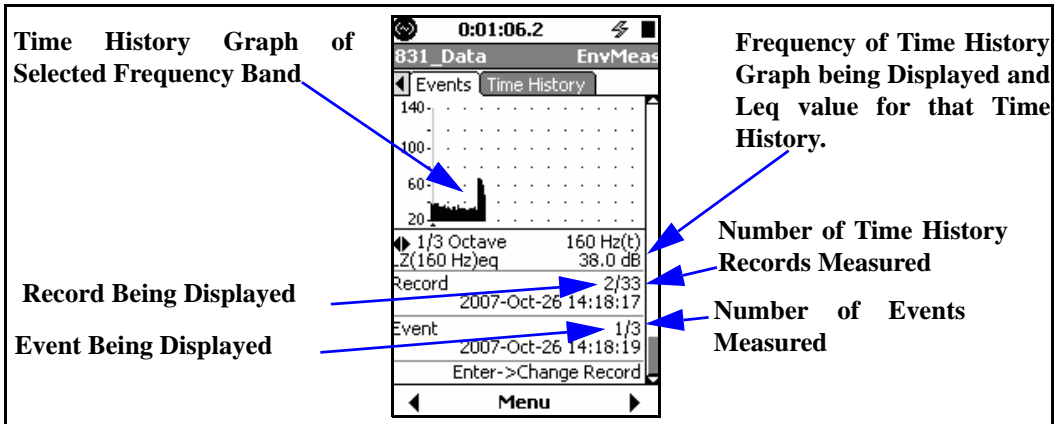 Time History Graph of
Selected Frequency Band
Record Being Displayed
Event Being Displayed
0:01:06.2
831_Data EnvMeas
Events Time History
140
100
60
20
1/3 Octave 160 Hz(t)
LZ(160 Hz)eq 38.0 dB
Record 2/33
2007-Oct-26 14:18:17
Event 1/3
2007-Oct-26 14:18:19
Enter->Change Record
Menu
Frequency of Time History
Graph being Displayed and
Leq value for that Time
History.
Number of Time History
Records Measured
Number of Events
Measured